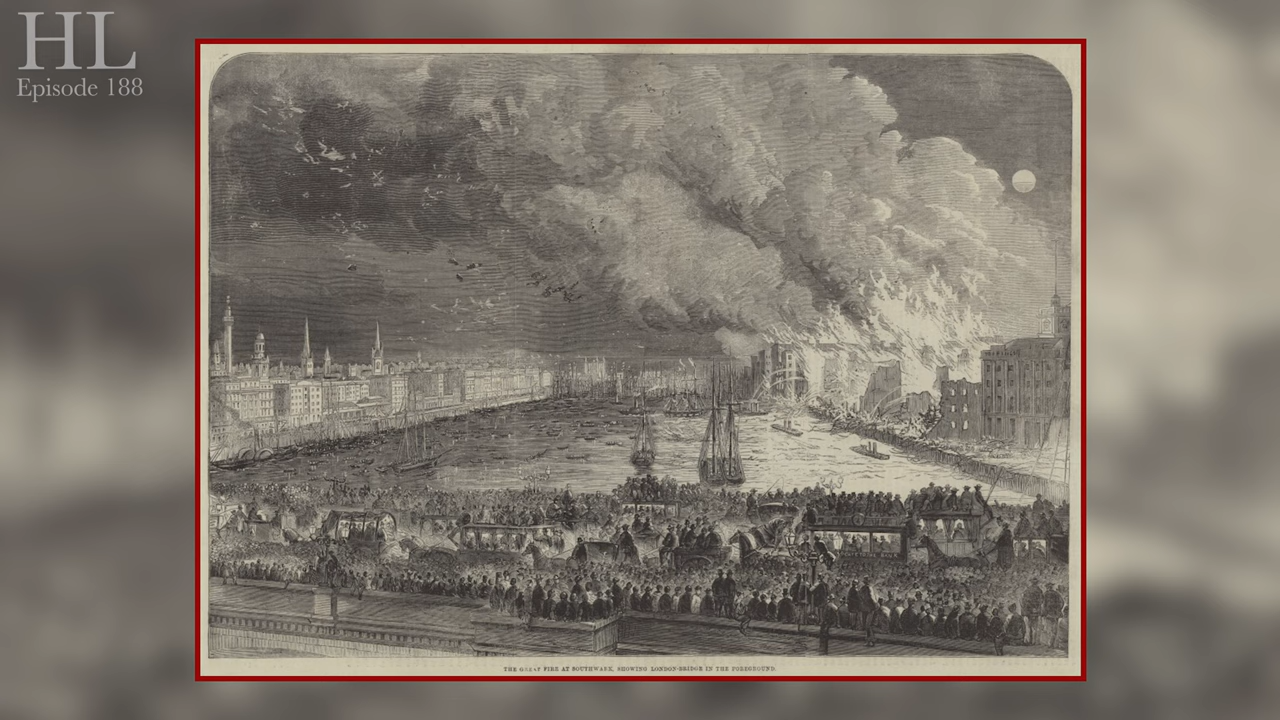 HL
Episode 188
THE GREAT FIRE AT SOUTHWARK, SHOWING LONDON-BRIDGE IN THE FOREGROUND.